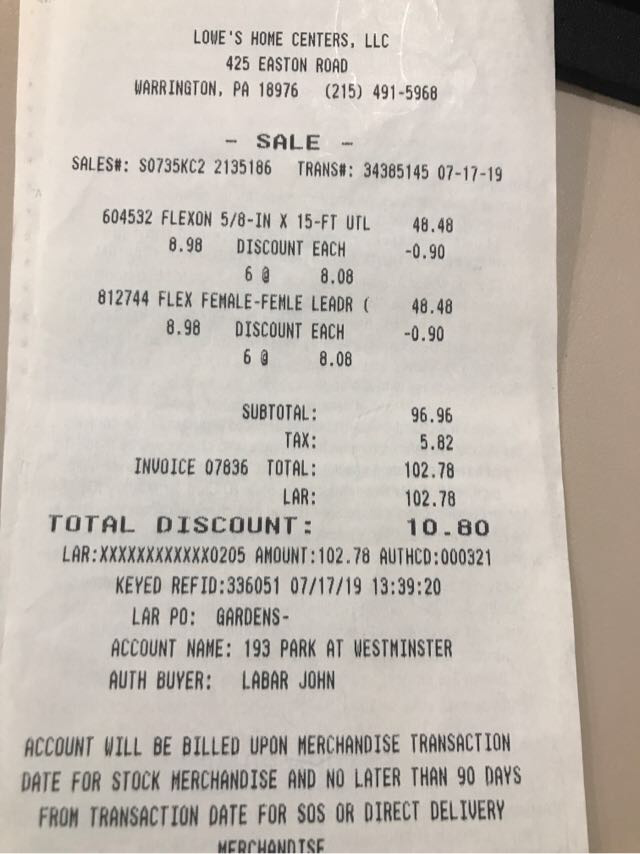 LOWE'S HOME CENTERS, LLC
425 EASTON ROAD
WARRINGTON, PA 18976 (215) 491-5968
- SALE -
SALES#: S0735KC2 2135186 TRANS#: 34385145 07-17-19
604532 FLEXON 5/8-IN X 15-FT UTL 48.48
8.98 DISCOUNT EACH -0.90
6 @ 8.08
812744 FLEX FEMALE-FEMLE LEADR ( 48.48
8.98 DISCOUNT EACH -0.90
6 @ 8.08
SUBTOTAL: 96.96
TAX: 5.82
INVOICE 07836 TOTAL: 102.78
LAR: 102.78
TOTAL DISCOUNT: 10.80
LAR:XXXXXXXXXXXX0205 AMOUNT:102.78 AUTHCD:000321
KEYED REFID:336051 07/17/19 13:39:20
LAR PO: GARDENS-
ACCOUNT NAME: 193 PARK AT WESTMINSTER
AUTH BUYER: LABAR JOHN
ACCOUNT WILL BE BILLED UPON MERCHANDISE TRANSACTION
DATE FOR STOCK MERCHANDISE AND NO LATER THAN 90 DAYS
FROM TRANSACTION DATE FOR SOS OR DIRECT DELIVERY
MERCHANDISE